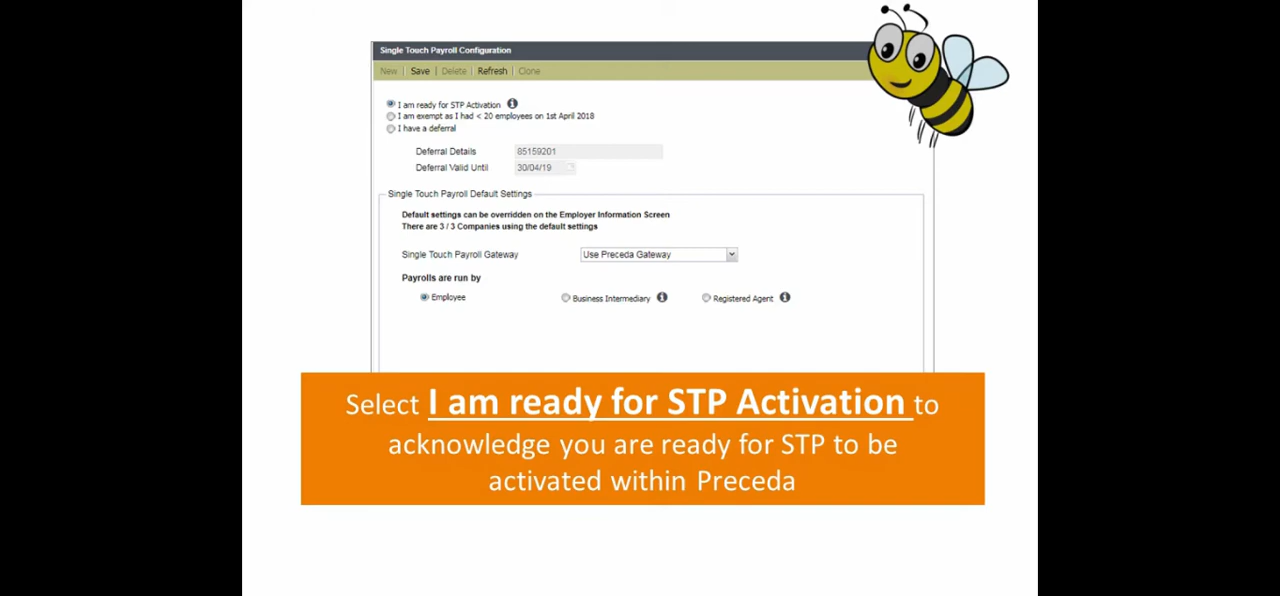 Single Touch Payroll Configuration
New | Save | Delete | Refresh | Clone
I am ready for STP Activation
I am exempt as I had < 20 employees on 1st April 2018
I have a deferral
Deferral Details 85159201
Deferral Valid Until 30/04/19
Single Touch Payroll Default Settings
Default settings can be overridden on the Employer Information Screen
There are 3 / 3 Companies using the default settings
Single Touch Payroll Gateway Use Preceda Gateway
Payrolls are run by
Employee Business Intermediary Registered Agent
Select I am ready for STP Activation to
acknowledge you are ready for STP to be
activated within Preceda